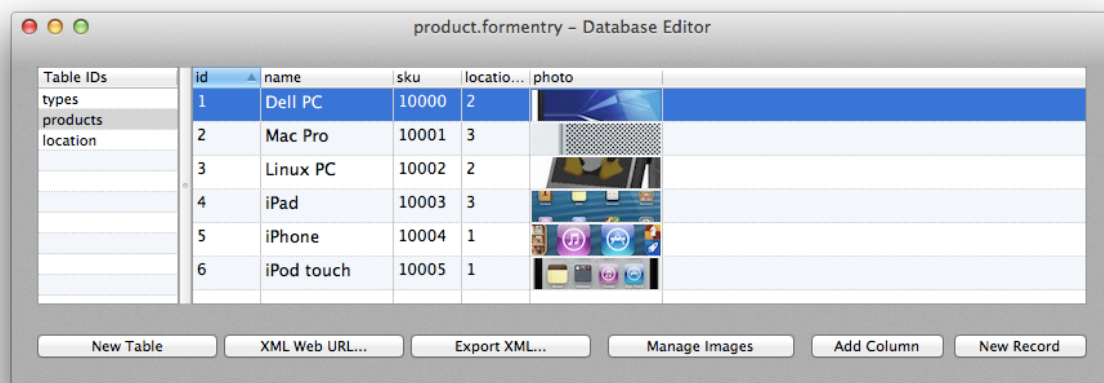 product.formentry – Database Editor
Table IDs
types
products
location
id name sku locatio... photo
1 Dell PC 10000 2
2 Mac Pro 10001 3
3 Linux PC 10002 2
4 iPad 10003 3
5 iPhone 10004 1
6 iPod touch 10005 1
New Table XML Web URL... Export XML... Manage Images Add Column New Record